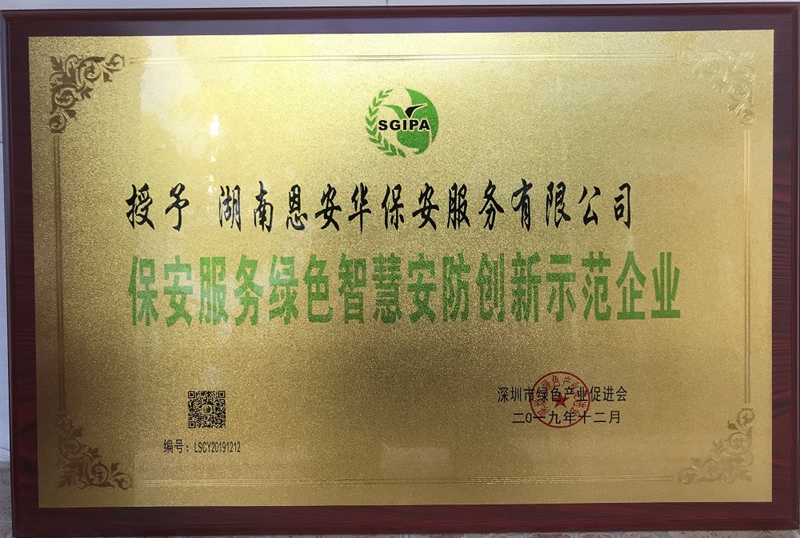 SGIPA
授予 湖南恩安华保安服务有限公司
保安服务绿色智慧安防创新示范企业
深圳市绿色产业促进会
二0一九年十二月
编号：LSCY20191212